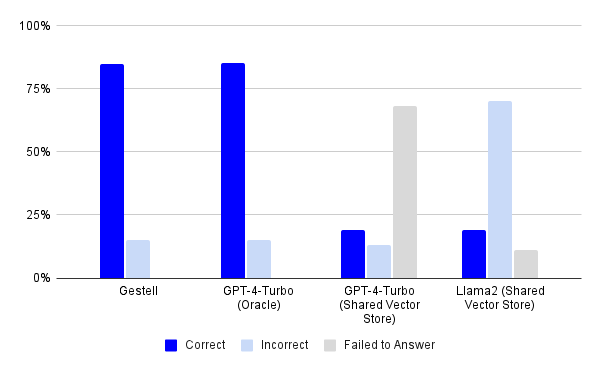 100%
75%
50%
25%
0%
Gestell
GPT-4-Turbo
(Oracle)
GPT-4-Turbo
(Shared Vector
Store)
Llama2 (Shared
Vector Store)
Correct
Incorrect
Failed to Answer